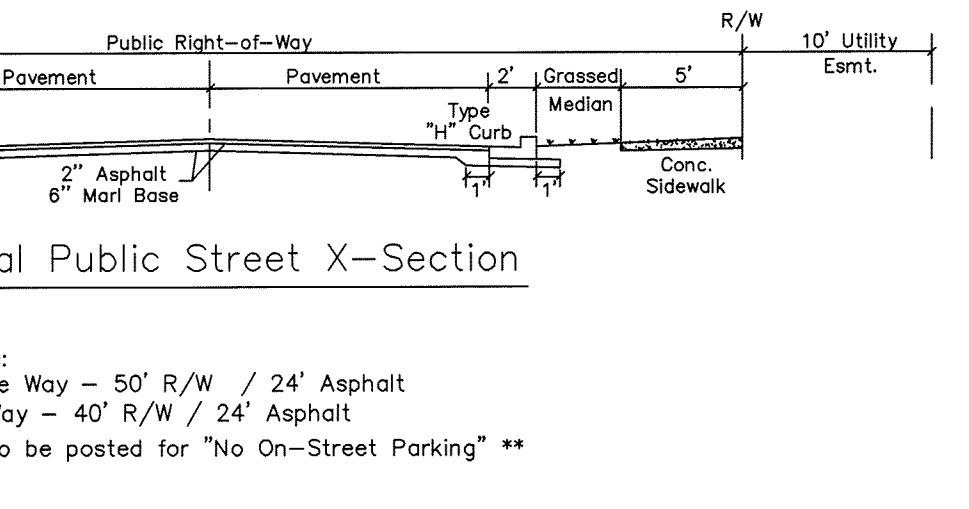 R/W
Public Right-of-Way
10' Utility
Esmt.
Pavement
Pavement
2'
Grassed
Median
5'
Type
"H" Curb
2" Asphalt
6" Marl Base
1'
1'
Conc.
Sidewalk
al Public Street X-Section
:
e Way - 50' R/W / 24' Asphalt
Way - 40' R/W / 24' Asphalt
o be posted for "No On-Street Parking" **